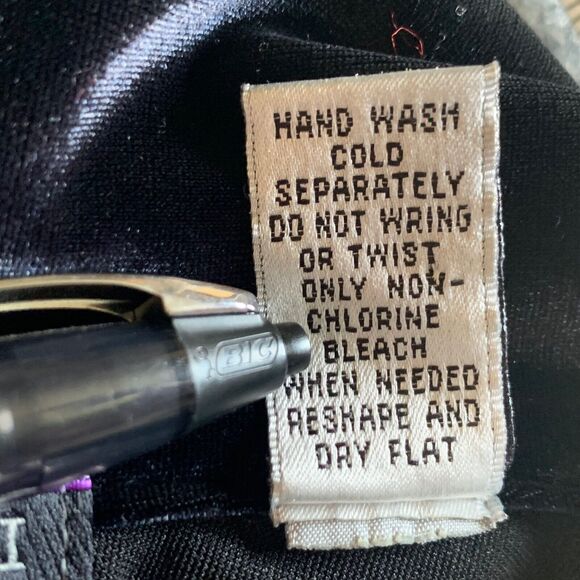 HAND WASH
COLD
SEPARATELY
DO NOT WRING
OR TWIST
ONLY NON-
CHLORINE
BLEACH
WHEN NEEDED
RESHAPE AND
DRY FLAT
BIC